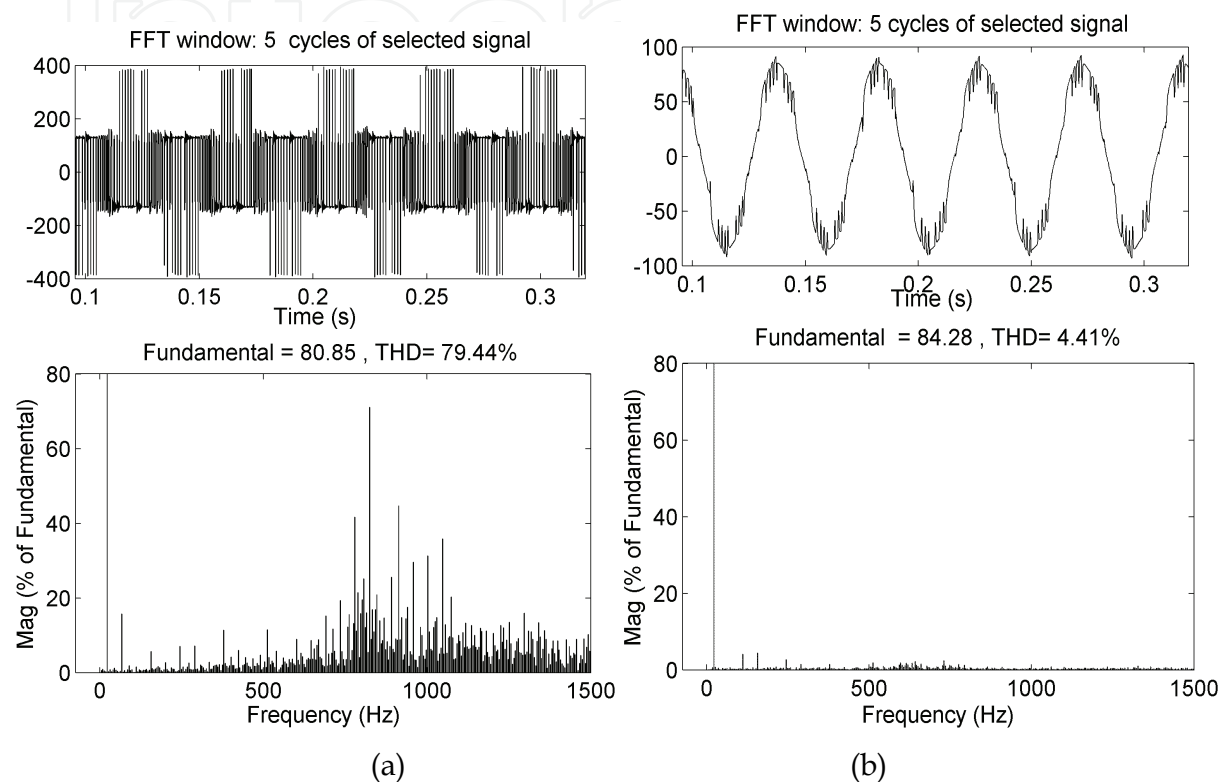 FFT window: 5 cycles of selected signal
400
200
0
-200
-400
0.1 0.15 0.2 0.25 0.3
Time (s)
Fundamental = 80.85 , THD= 79.44%
80
60
40
20
0
Mag (% of Fundamental)
0 500 1000 1500
Frequency (Hz)
(a)
FFT window: 5 cycles of selected signal
100
50
0
-50
-100
0.1 0.15 0.2 0.25 0.3
Time (s)
Fundamental = 84.28 , THD= 4.41%
80
60
40
20
0
Mag (% of Fundamental)
0 500 1000 1500
Frequency (Hz)
(b)